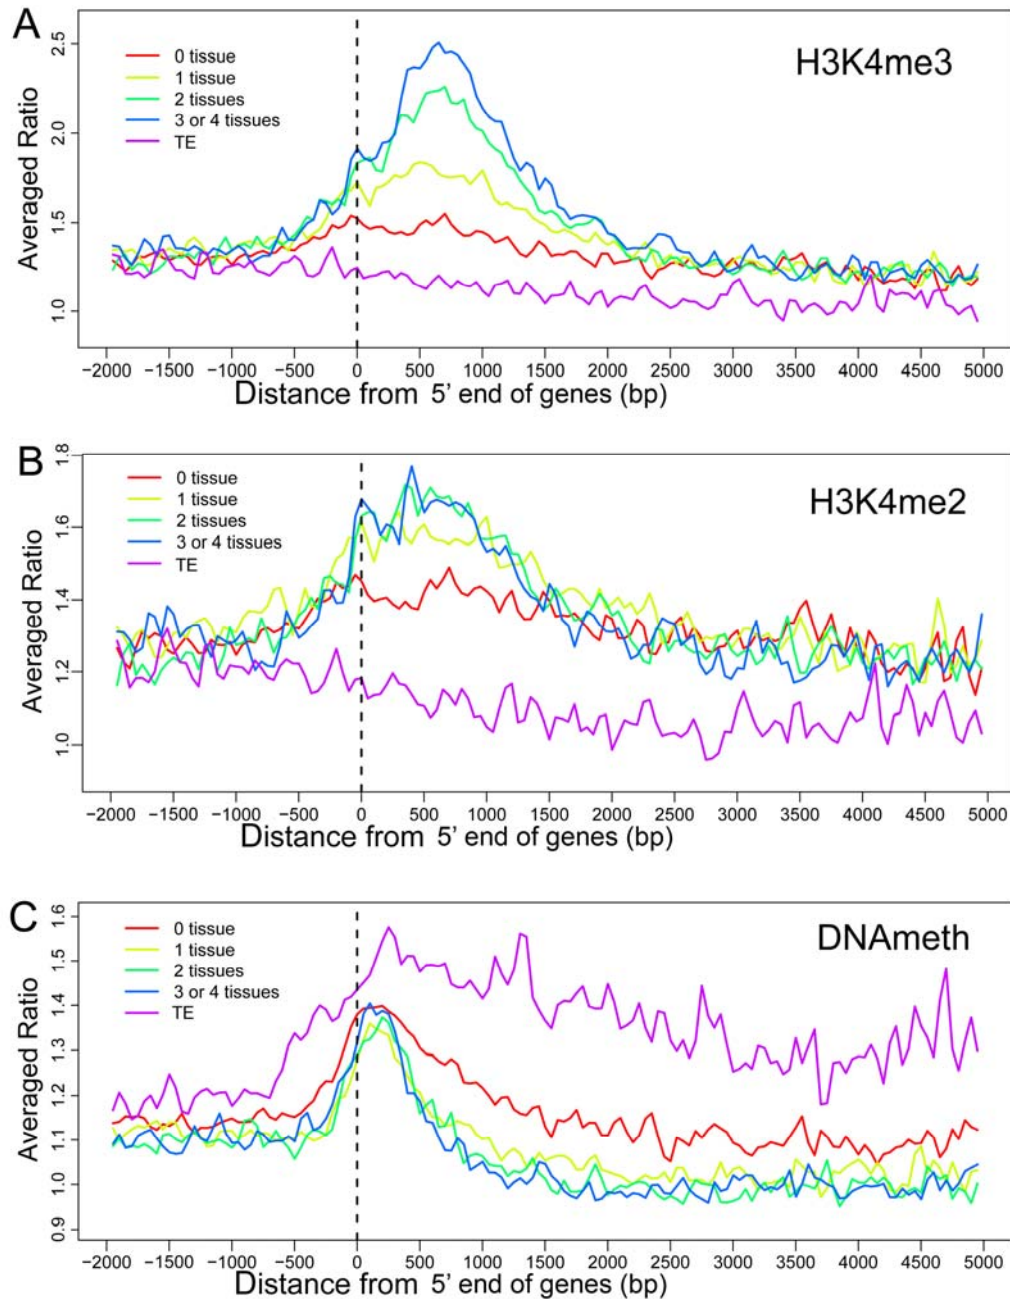 A
H3K4me3
0 tissue
1 tissue
2 tissues
3 or 4 tissues
TE
Averaged Ratio
2.5
2.0
1.5
1.0
−2000 −1500 −1000 −500 0 500 1000 1500 2000 2500 3000 3500 4000 4500 5000
Distance from 5' end of genes (bp)
B
H3K4me2
0 tissue
1 tissue
2 tissues
3 or 4 tissues
TE
Averaged Ratio
1.8
1.6
1.4
1.2
1.0
−2000 −1500 −1000 −500 0 500 1000 1500 2000 2500 3000 3500 4000 4500 5000
Distance from 5' end of genes (bp)
C
DNAmeth
0 tissue
1 tissue
2 tissues
3 or 4 tissues
TE
Averaged Ratio
1.6
1.5
1.4
1.3
1.2
1.1
1.0
0.9
−2000 −1500 −1000 −500 0 500 1000 1500 2000 2500 3000 3500 4000 4500 5000
Distance from 5' end of genes (bp)